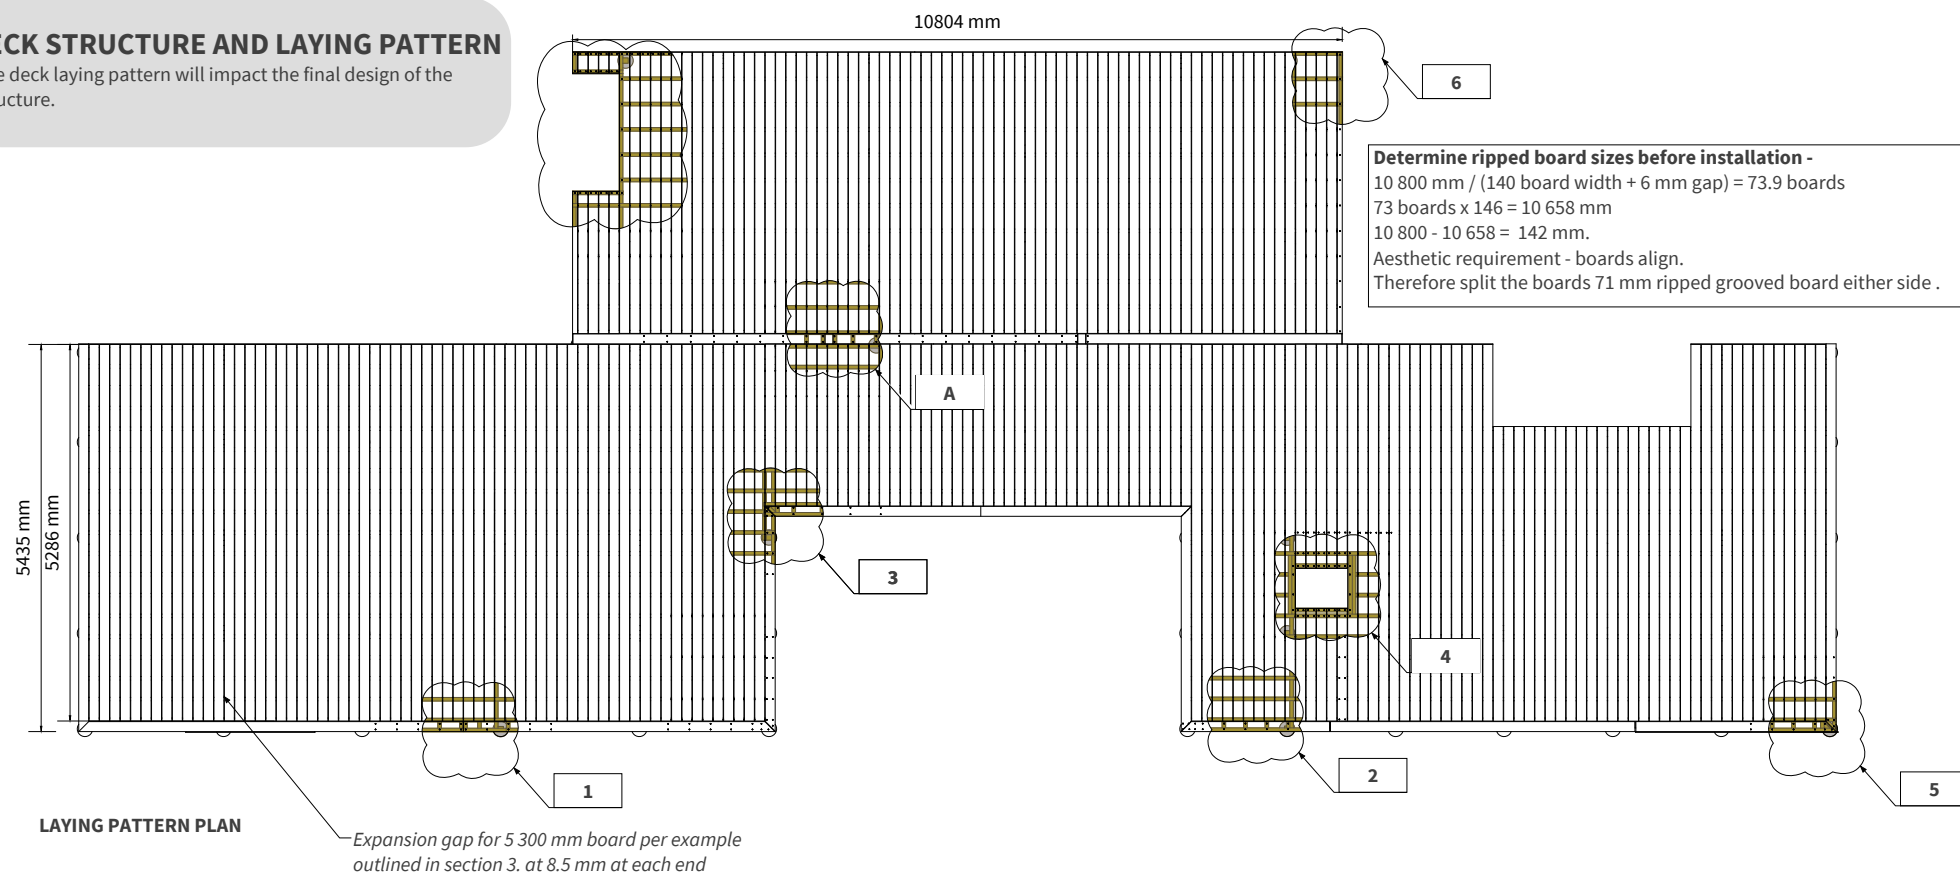 ECK STRUCTURE AND LAYING PATTERN
e deck laying pattern will impact the final design of the
ucture.
10804 mm
6
Determine ripped board sizes before installation -
10 800 mm / (140 board width + 6 mm gap) = 73.9 boards
73 boards x 146 = 10 658 mm
10 800 - 10 658 = 142 mm.
Aesthetic requirement - boards align.
Therefore split the boards 71 mm ripped grooved board either side .
A
5435 mm
5286 mm
3
4
1
2
5
LAYING PATTERN PLAN
Expansion gap for 5 300 mm board per example
outlined in section 3. at 8.5 mm at each end